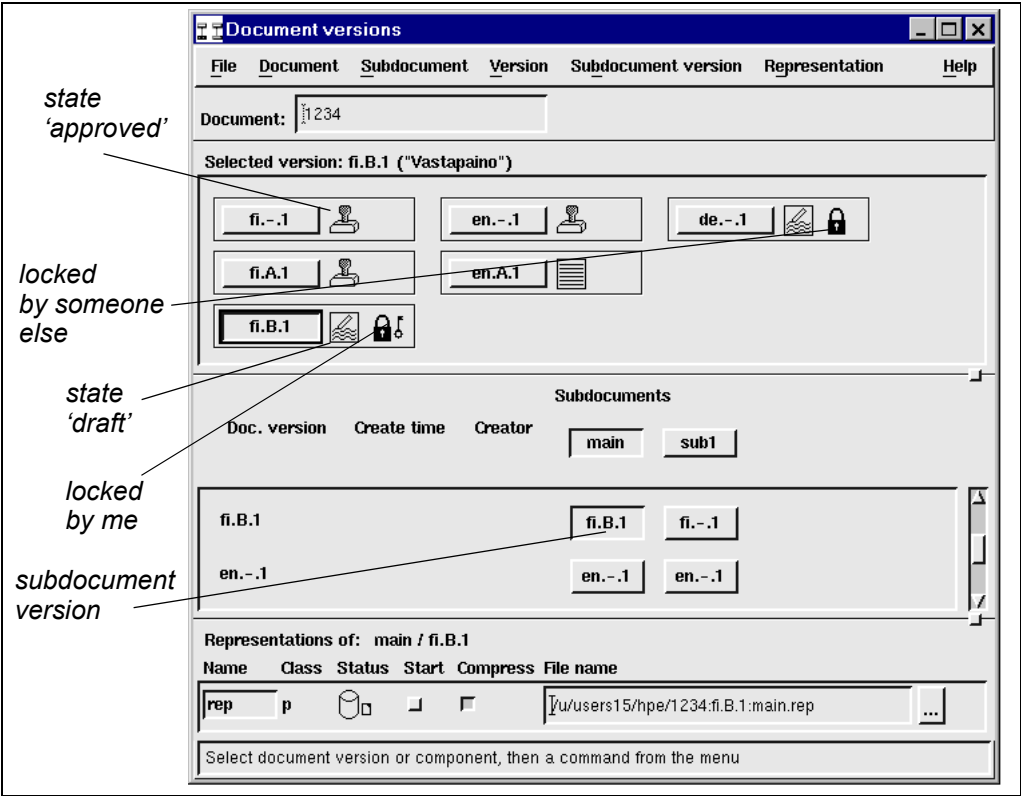 Document versions
File Document Subdocument Version Subdocument version Representation Help
state
‘approved’
Document: 1234
Selected version: fi.B.1 ("Vastapaino")
fi.-.1 en.-.1 de.-.1
fi.A.1 en.A.1
fi.B.1
locked
by someone
else
state
‘draft’
Subdocuments
Doc. version Create time Creator main sub1
locked
by me
fi.B.1 fi.B.1 fi.-.1
en.-.1 en.-.1 en.-.1
subdocument
version
Representations of: main / fi.B.1
Name Class Status Start Compress File name
rep p /u/users15/hpe/1234:fi.B.1:main.rep ...
Select document version or component, then a command from the menu